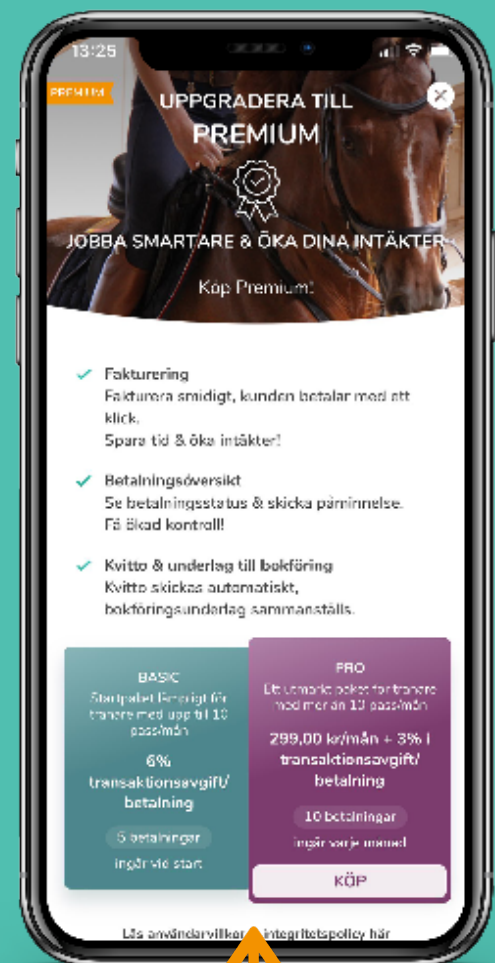 13:25
PREMIUM
UPPGRADERA TILL
PREMIUM
JOBBA SMARTARE & ÖKA DINA INTÄKTER
Köp Premium!
Fakturering
Fakturera smidigt, kunden betalar med ett
klick.
Spara tid & öka intäkter!
Betalningsöversikt
Se betalningsstatus & skicka påminnelse.
Få ökad kontroll!
Kvitto & underlag till bokföring
Kvitto skickas automatiskt,
bokföringsunderlag sammanställs.
BASIC
Startpaket lämpligt för
tränare med upp till 10
pass/mån
6%
transaktionsavgift/
betalning
5 betalningar
ingår vid start
PRO
Ett utmärkt paket för tränare
med mer än 10 pass/mån
299,00 kr/mån + 3% i
transaktionsavgift/
betalning
10 betalningar
ingår varje månad
KÖP
Läs användarvillkor integritetspolicy här